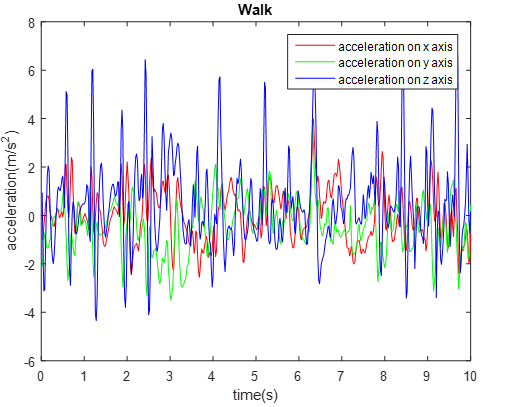 Walk
acceleration on x axis
acceleration on y axis
acceleration on z axis
acceleration(m/s²)
8
6
4
2
0
-2
-4
-6
0 1 2 3 4 5 6 7 8 9 10
time(s)